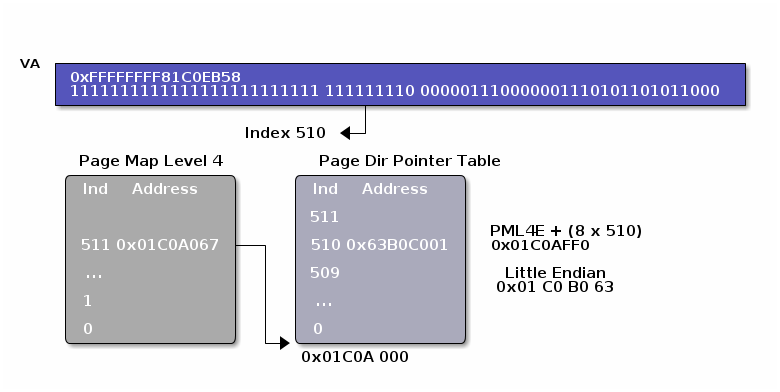 VA
0xFFFFFFFF81C0EB58
1111111111111111111111111 111111110 000001110000001110101101011000
Index 510
Page Map Level 4
Page Dir Pointer Table
Ind Address
511 0x01C0A067
...
1
0
Ind Address
511
510 0x63B0C001
509
...
0
0x01C0A 000
PML4E + (8 x 510)
0x01C0AFF0
Little Endian
0x01 C0 B0 63